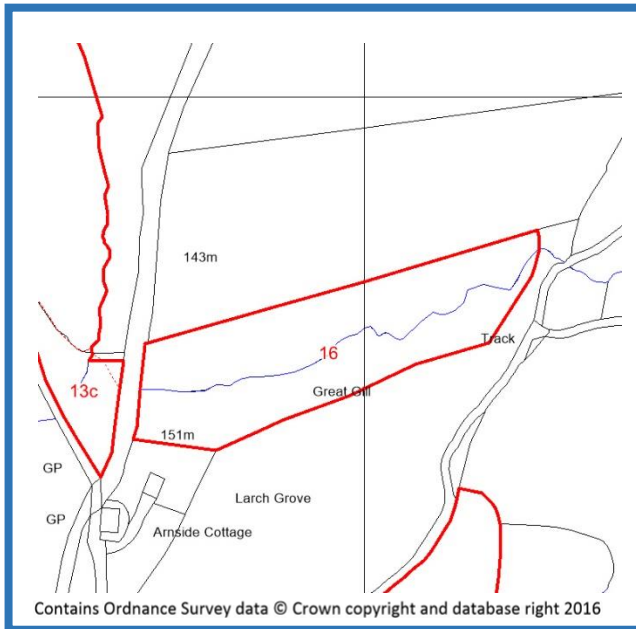 143m
16
Track
13c
Great Gill
151m
GP
Larch Grove
GP
Arnside Cottage
Contains Ordnance Survey data © Crown copyright and database right 2016